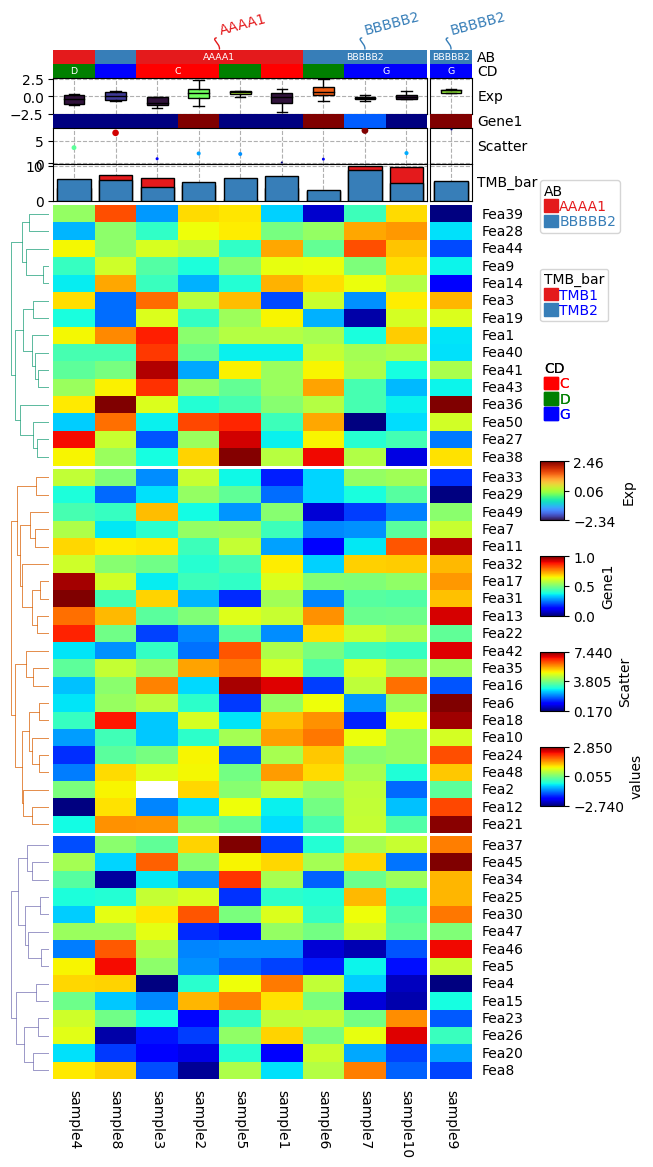 AAAA1
BBBBB2
BBBBB2
AAAA1
BBBBB2
BBBBB2
AB
D
C
G
G
CD
2.5
0.0
−2.5
Exp
Gene1
5
0
Scatter
10
0
TMB_bar
Fea39
Fea28
Fea44
Fea9
Fea14
Fea3
Fea19
Fea1
Fea40
Fea41
Fea43
Fea36
Fea50
Fea27
Fea38
Fea33
Fea29
Fea49
Fea7
Fea11
Fea32
Fea17
Fea31
Fea13
Fea22
Fea42
Fea35
Fea16
Fea6
Fea18
Fea10
Fea24
Fea48
Fea2
Fea12
Fea21
Fea37
Fea45
Fea34
Fea25
Fea30
Fea47
Fea46
Fea5
Fea4
Fea15
Fea23
Fea26
Fea20
Fea8
sample4
sample8
sample3
sample2
sample5
sample1
sample6
sample7
sample10
sample9
AB
AAAA1
BBBBB2
TMB_bar
TMB1
TMB2
CD
C
D
G
2.46
0.06
−2.34
Exp
1.0
0.5
0.0
Gene1
7.440
3.805
0.170
Scatter
2.850
0.055
−2.740
values